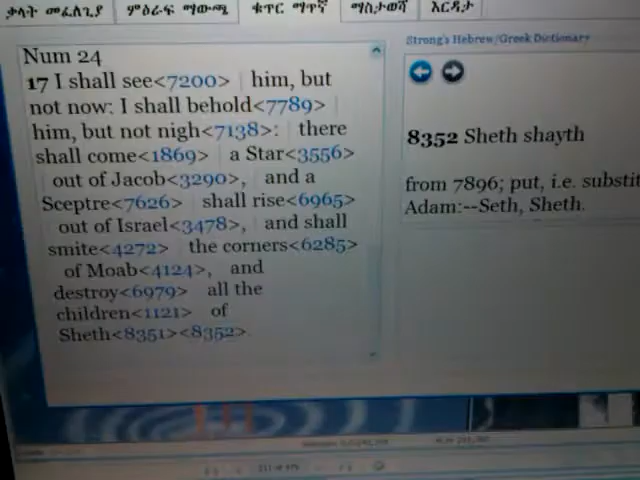 ቃላት መፈለጊያ
ምዕራፍ ማውጫ
ቁጥር ማጥኛ
ማስታወሻ
እርዳታ
Num 24
17 I shall see<7200> him, but
not now: I shall behold<7789>
him, but not nigh<7138>: there
shall come<1869> a Star<3556>
out of Jacob<3290>, and a
Sceptre<7626> shall rise<6965>
out of Israel<3478>, and shall
smite<4272> the corners<6285>
of Moab<4124>, and
destroy<6979> all the
children<1121> of
Sheth<8351><8352>
Strong's Hebrew/Greek Dictionary
8352 Sheth shayth
from 7896; put, i.e. substit
Adam:--Seth, Sheth.